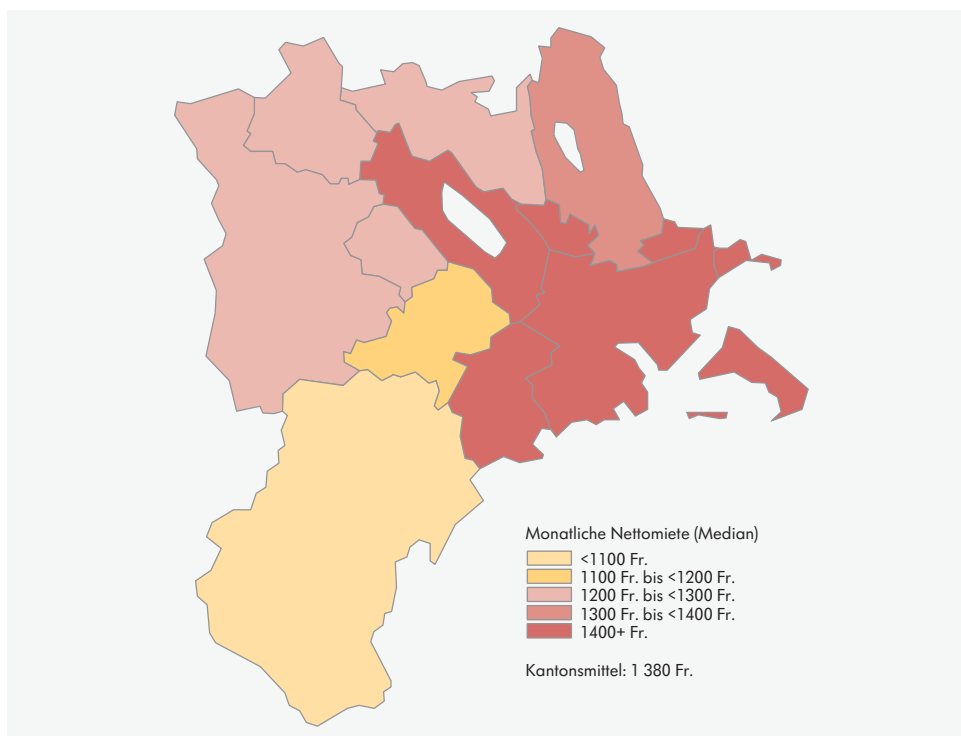 Monatliche Nettomiete (Median)
<1100 Fr.
1100 Fr. bis <1200 Fr.
1200 Fr. bis <1300 Fr.
1300 Fr. bis <1400 Fr.
1400+ Fr.
Kantonsmittel: 1 380 Fr.